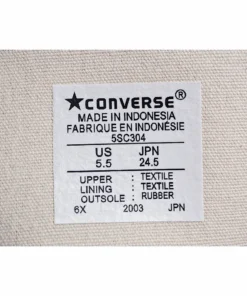 ★CONVERSE®
MADE IN INDONESIA
FABRIQUE EN INDONÉSIE
5SC304
US JPN
5.5 24.5
UPPER : TEXTILE
LINING : TEXTILE
OUTSOLE : RUBBER
6X 2003 JPN